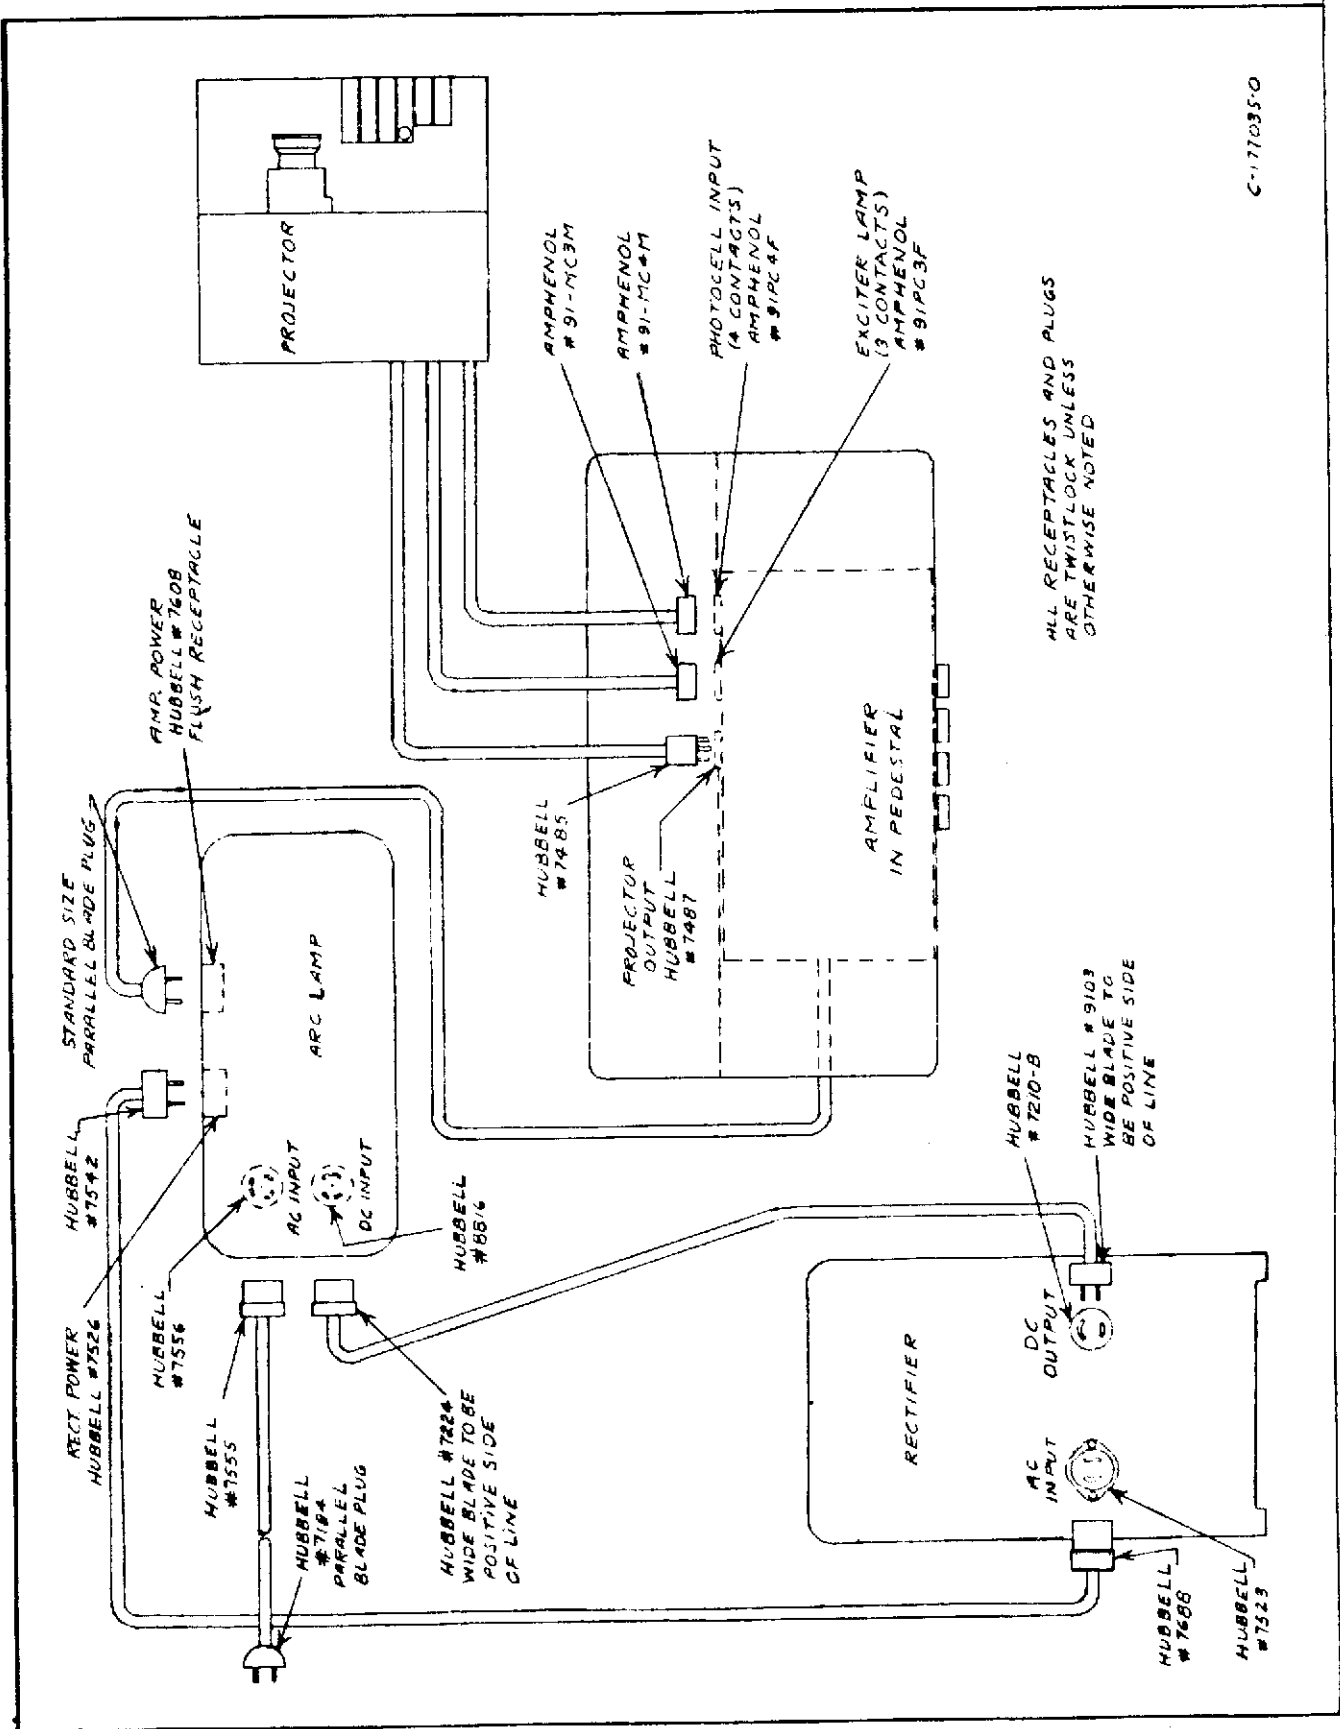 RECT. POWER
HUBBELL #7526
HUBBELL
#7542
STANDARD SIZE
PARALLEL BLADE PLUG
AMP. POWER
HUBBELL #7608
FLUSH RECEPTACLE
PROJECTOR
HUBBELL
#7556
AC INPUT
DC INPUT
ARC LAMP
HUBBELL
#8816
HUBBELL
#7555
HUBBELL
#7184
PARALLEL
BLADE PLUG
HUBBELL #7224
WIDE BLADE TO BE
POSITIVE SIDE
OF LINE
HUBBELL
#7485
PROJECTOR
OUTPUT
HUBBELL
#7487
AMPHENOL
#91-MC3M
AMPHENOL
#91-MC4M
PHOTOCELL INPUT
(4 CONTACTS)
AMPHENOL
#91PC4F
EXCITER LAMP
(3 CONTACTS)
AMPHENOL
#91PC3F
AMPLIFIER
IN PEDESTAL
RECTIFIER
AC
INPUT
DC
OUTPUT
HUBBELL
#7210-B
HUBBELL #9103
WIDE BLADE TO
BE POSITIVE SIDE
OF LINE
HUBBELL
#7688
HUBBELL
#7523
ALL RECEPTACLES AND PLUGS
ARE TWISTLOCK UNLESS
OTHERWISE NOTED
C-177035-0